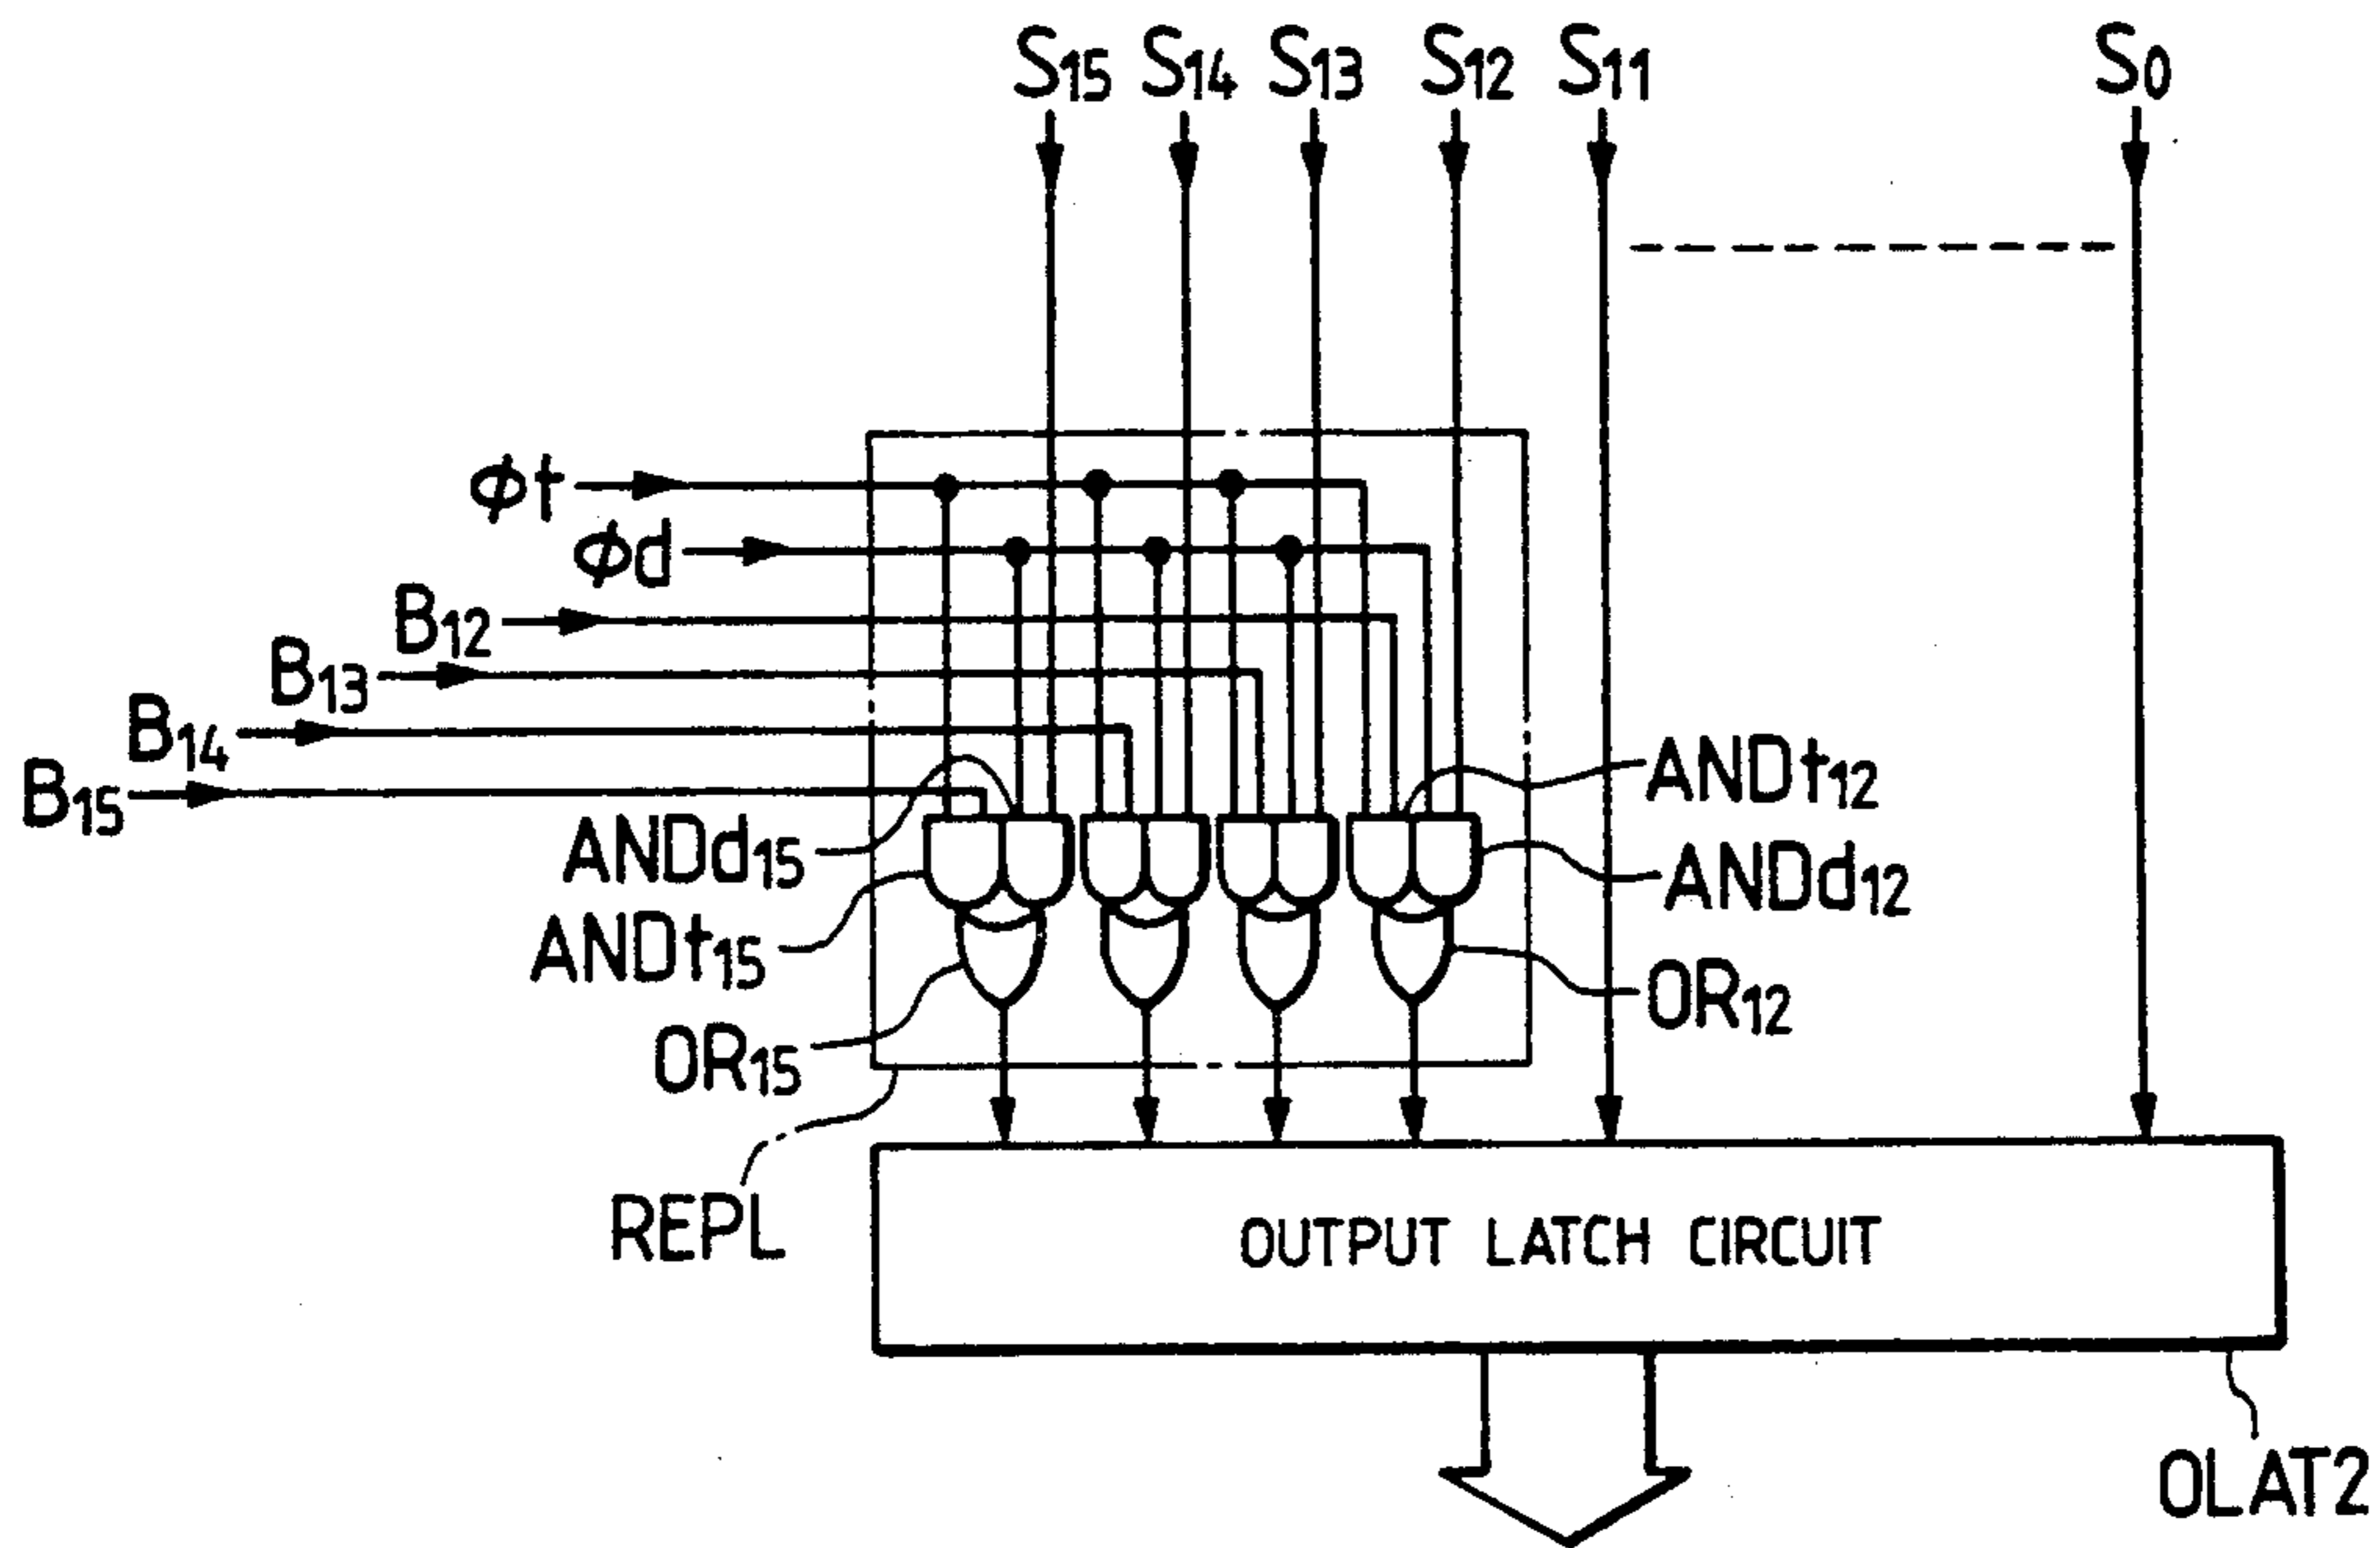 S15 S14 S13 S12 S11 S0
φt
φd
B12
B13
B14
B15
ANDt12
ANDd15
ANDd12
ANDt15
OR12
OR15
REPL
OUTPUT LATCH CIRCUIT
OLAT2